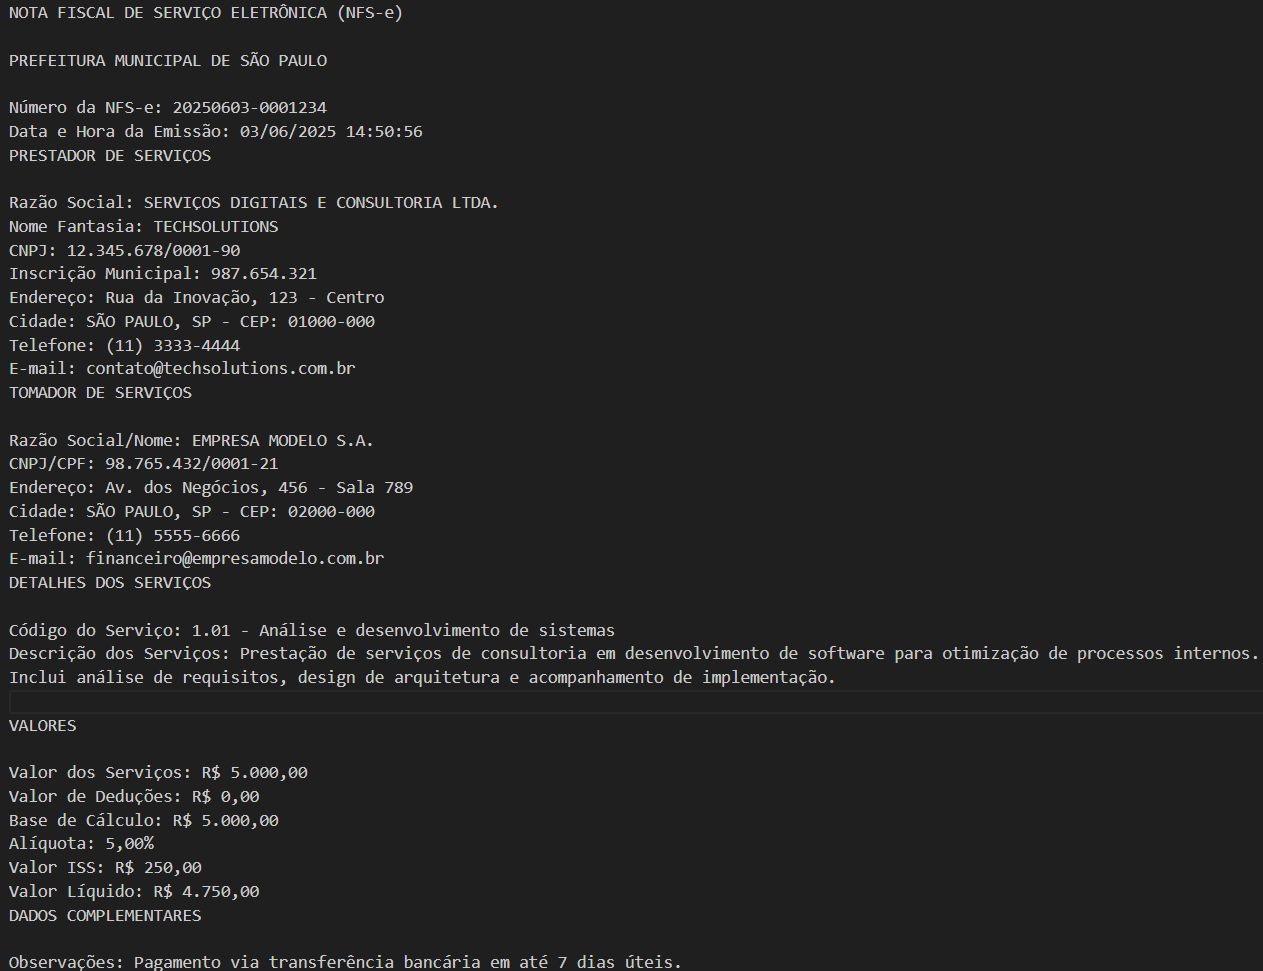 NOTA FISCAL DE SERVIÇO ELETRÔNICA (NFS-e)
PREFEITURA MUNICIPAL DE SÃO PAULO
Número da NFS-e: 20250603-0001234
Data e Hora da Emissão: 03/06/2025 14:50:56
PRESTADOR DE SERVIÇOS
Razão Social: SERVIÇOS DIGITAIS E CONSULTORIA LTDA.
Nome Fantasia: TECHSOLUTIONS
CNPJ: 12.345.678/0001-90
Inscrição Municipal: 987.654.321
Endereço: Rua da Inovação, 123 - Centro
Cidade: SÃO PAULO, SP - CEP: 01000-000
Telefone: (11) 3333-4444
E-mail: contato@techsolutions.com.br
TOMADOR DE SERVIÇOS
Razão Social/Nome: EMPRESA MODELO S.A.
CNPJ/CPF: 98.765.432/0001-21
Endereço: Av. dos Negócios, 456 - Sala 789
Cidade: SÃO PAULO, SP - CEP: 02000-000
Telefone: (11) 5555-6666
E-mail: financeiro@empresamodelo.com.br
DETALHES DOS SERVIÇOS
Código do Serviço: 1.01 - Análise e desenvolvimento de sistemas
Descrição dos Serviços: Prestação de serviços de consultoria em desenvolvimento de software para otimização de processos internos.
Inclui análise de requisitos, design de arquitetura e acompanhamento de implementação.
VALORES
Valor dos Serviços: R$ 5.000,00
Valor de Deduções: R$ 0,00
Base de Cálculo: R$ 5.000,00
Alíquota: 5,00%
Valor ISS: R$ 250,00
Valor Líquido: R$ 4.750,00
DADOS COMPLEMENTARES
Observações: Pagamento via transferência bancária em até 7 dias úteis.